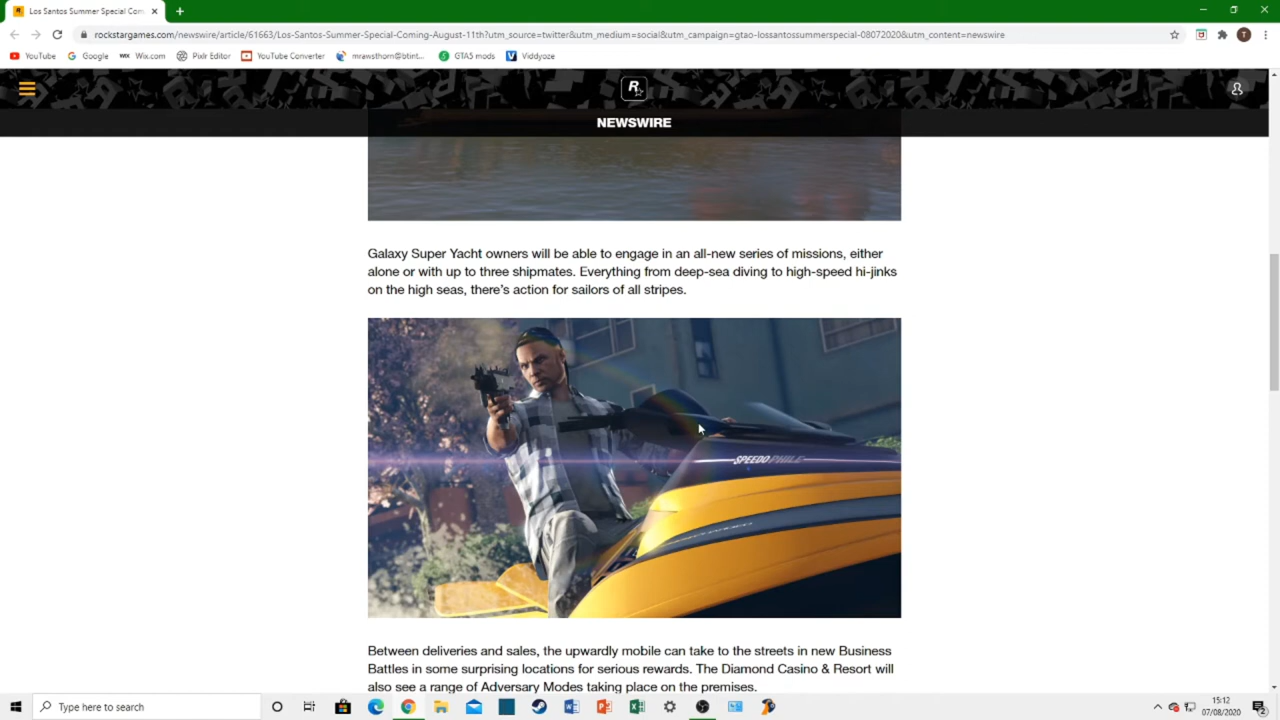 Los Santos Summer Special Com
rockstargames.com/newswire/article/61663/Los-Santos-Summer-Special-Coming-August-11th?utm_source=twitter&utm_medium=social&utm_campaign=gtao-lossantossummerspecial-08072020&utm_content=newswire
T
YouTube
Google
WIX Wix.com
Pixlr Editor
YouTube Converter
mrawsthorn@btint...
GTA5 mods
Viddyoze
R
NEWSWIRE
Galaxy Super Yacht owners will be able to engage in an all-new series of missions, either
alone or with up to three shipmates. Everything from deep-sea diving to high-speed hi-jinks
on the high seas, there's action for sailors of all stripes.
SPEEDOPHILE
Between deliveries and sales, the upwardly mobile can take to the streets in new Business
Battles in some surprising locations for serious rewards. The Diamond Casino & Resort will
also see a range of Adversary Modes taking place on the premises.
Type here to search
15:12
07/08/2020
2